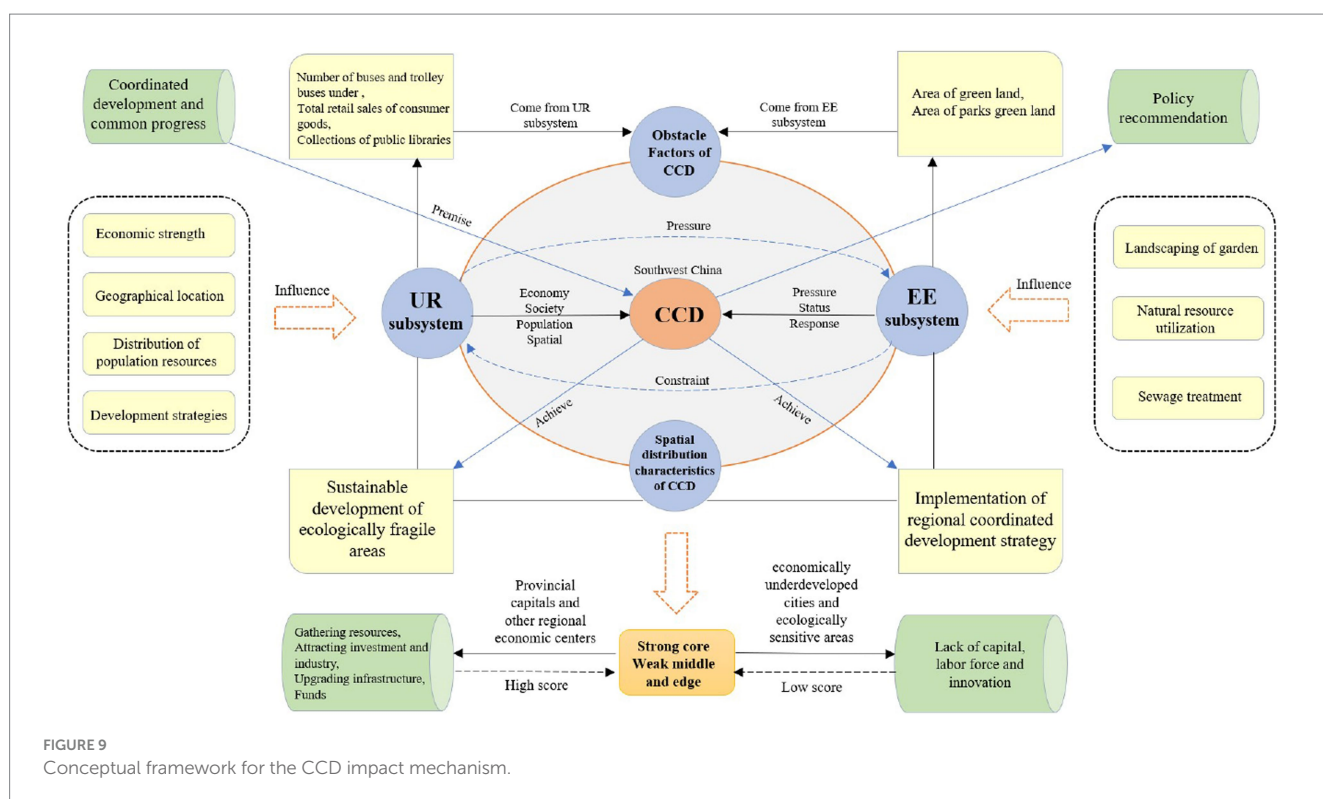 Coordinated
development and
common progress
Number of buses and trolley
buses under ,
Total retail sales of consumer
goods,
Collections of public libraries
Come from UR
subsystem
Obstacle
Factors of
CCD
Come from EE
subsystem
Area of green land,
Area of parks green land
Policy
recommendation
Premise
Pressure
Economic strength
Geographical location
Distribution of
population resources
Development strategies
Influence
UR
subsystem
Economy
Society
Population
Spatial
Southwest China
CCD
Pressure
Status
Response
EE
subsystem
Influence
Landscaping of garden
Natural resource
utilization
Sewage treatment
Constraint
Achieve
Achieve
Spatial
distribution
characteristics
of CCD
Sustainable
development of
ecologically fragile
areas
Implementation of
regional coordinated
development strategy
Provincial
capitals and
other regional
economic centers
economically
underdeveloped
cities and
ecologically
sensitive areas
Gathering resources,
Attracting investment and
industry,
Upgrading infrastructure,
Funds
High score
Strong core
Weak middle
and edge
Low score
Lack of capital,
labor force and
innovation
FIGURE 9
Conceptual framework for the CCD impact mechanism.